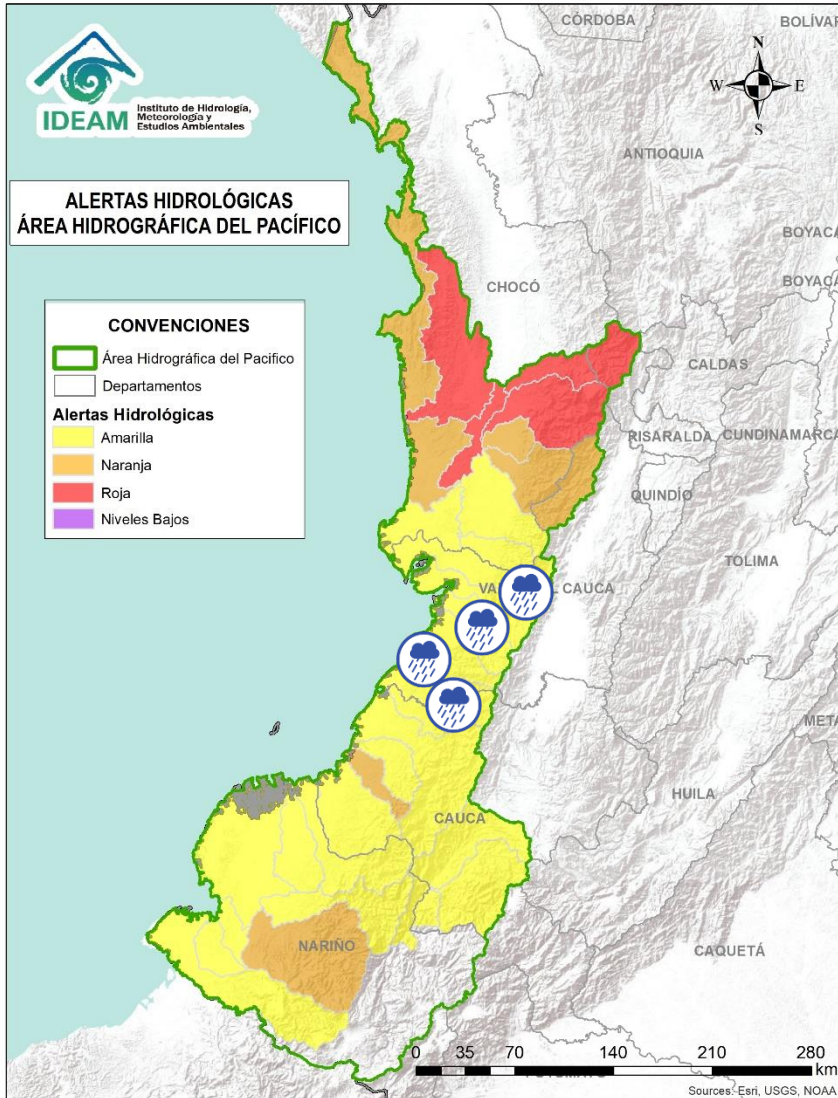 CÓRDOBA
BOLÍVAR
N
W
E
S
IDEAM
Instituto de Hidrología,
Meteorología y
Estudios Ambientales
ANTIOQUIA
ALERTAS HIDROLÓGICAS
ÁREA HIDROGRÁFICA DEL PACÍFICO
BOYACÁ
BOYACÁ
CHOCÓ
CONVENCIONES
Área Hidrográfica del Pacifico
Departamentos
Alertas Hidrológicas
Amarilla
Naranja
Roja
Niveles Bajos
CALDAS
RISARALDA
CUNDINAMARCA
QUINDÍO
TOLIMA
VA
CAUCA
META
HUILA
CAUCA
NARIÑO
CAQUETÁ
0 35 70 140 210 280
km
Sources: Esri, USGS, NOAA